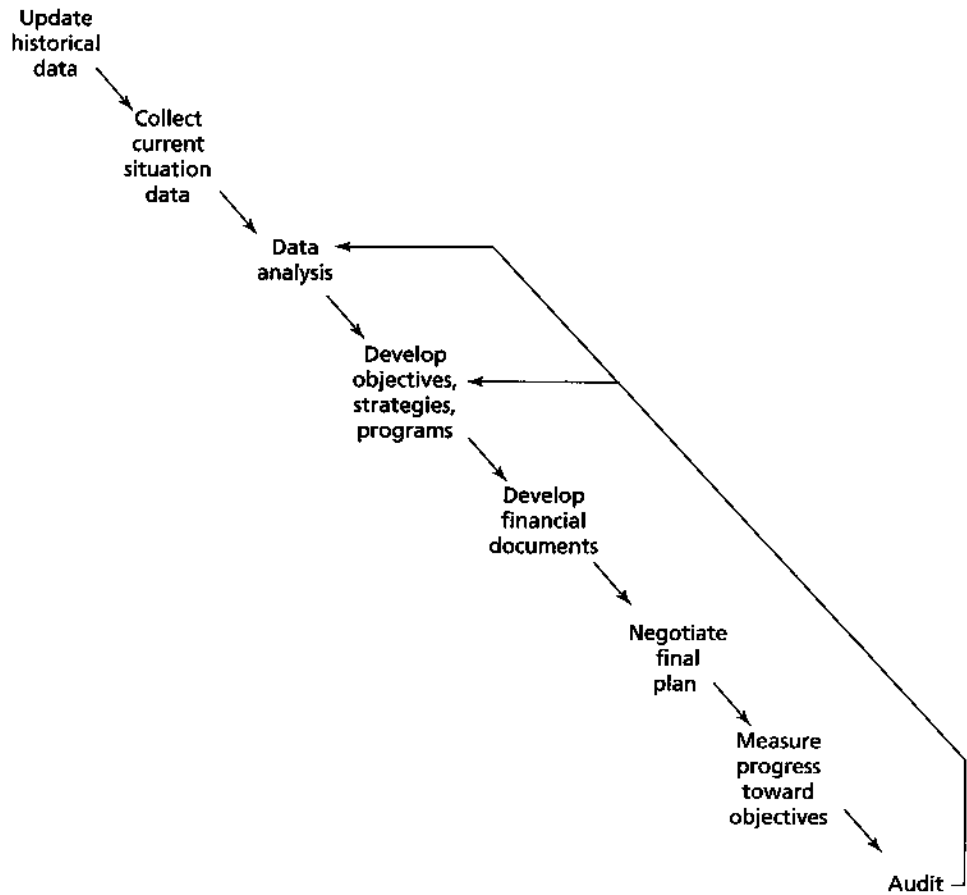 Update
historical
data
Collect
current
situation
data
Data
analysis
Develop
objectives,
strategies,
programs
Develop
financial
documents
Negotiate
final
plan
Measure
progress
toward
objectives
Audit